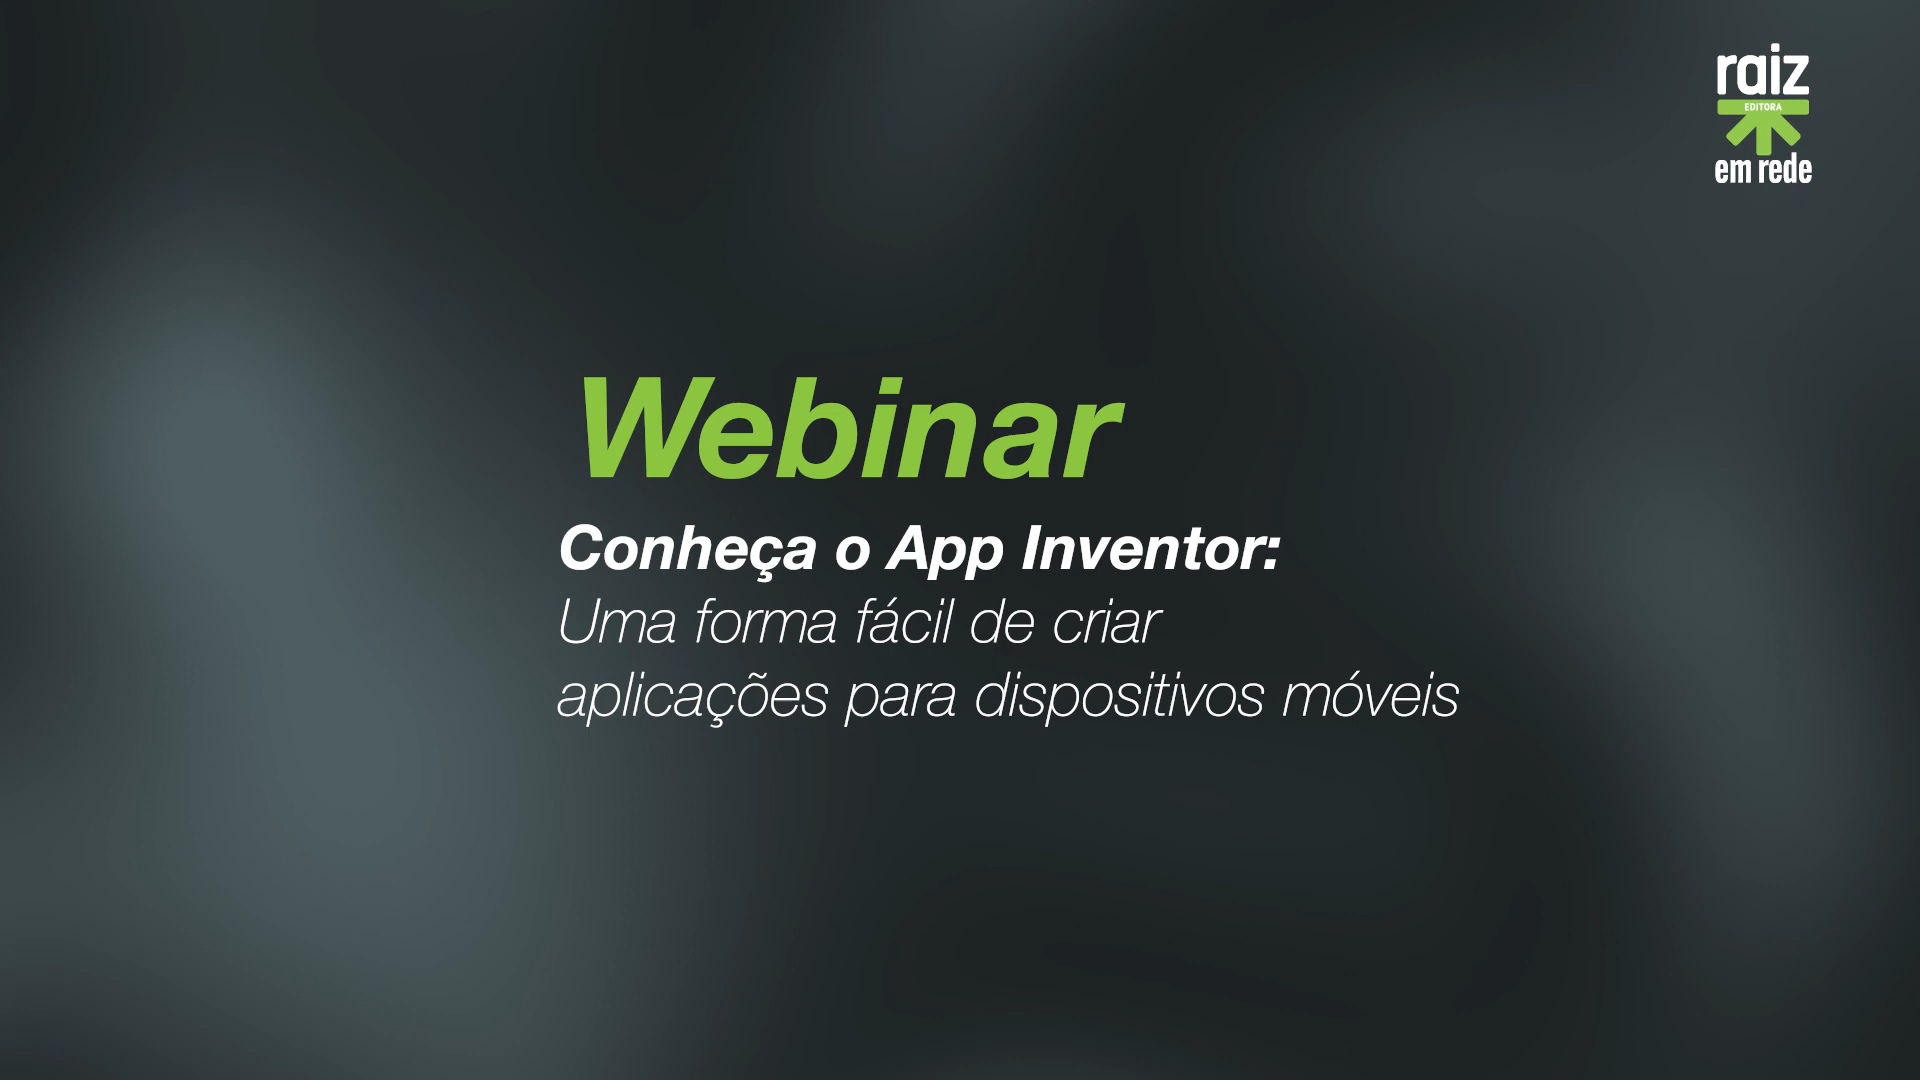 raiz
EDITORA
em rede
Webinar
Conheça o App Inventor:
Uma forma fácil de criar
aplicações para dispositivos móveis